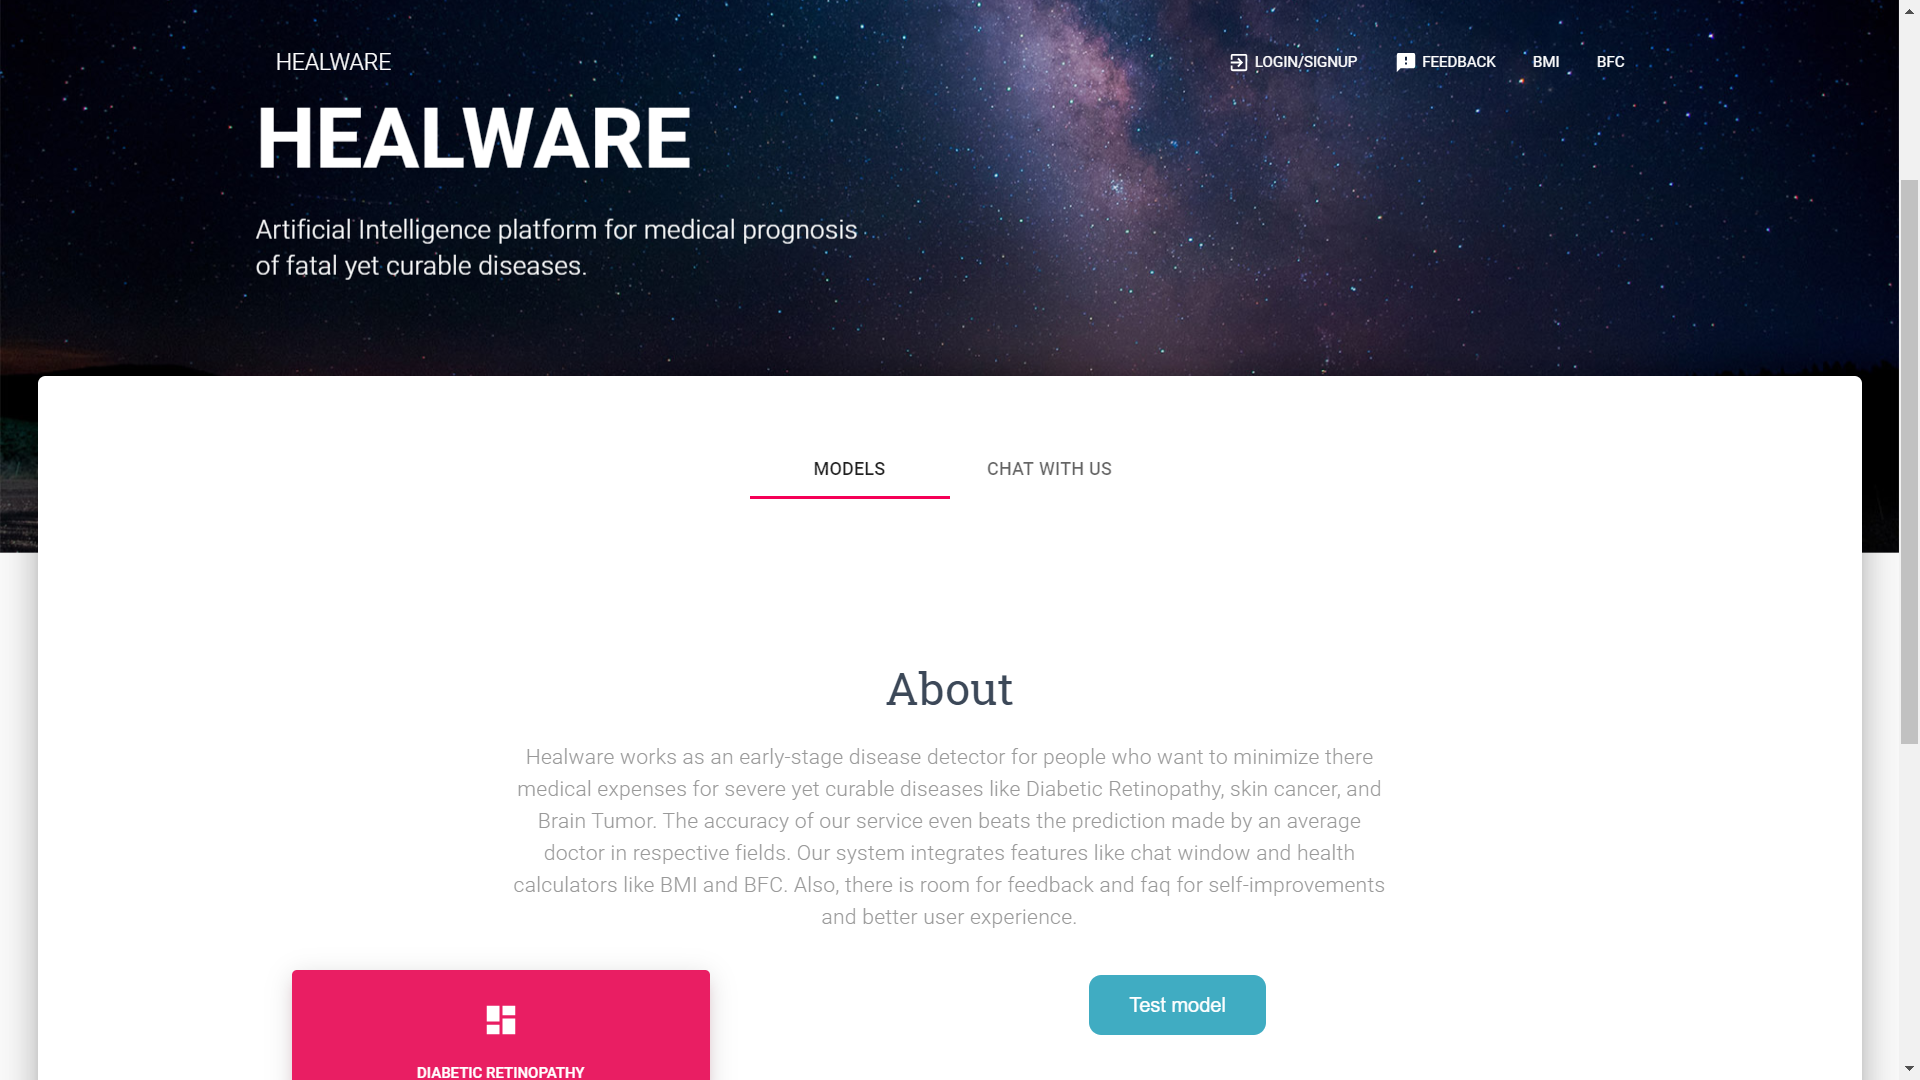 HEALWARE
LOGIN/SIGNUP
FEEDBACK
BMI
BFC
HEALWARE
Artificial Intelligence platform for medical prognosis
of fatal yet curable diseases.
MODELS
CHAT WITH US
About
Healware works as an early-stage disease detector for people who want to minimize there
medical expenses for severe yet curable diseases like Diabetic Retinopathy, skin cancer, and
Brain Tumor. The accuracy of our service even beats the prediction made by an average
doctor in respective fields. Our system integrates features like chat window and health
calculators like BMI and BFC. Also, there is room for feedback and faq for self-improvements
and better user experience.
Test model
DIABETIC RETINOPATHY